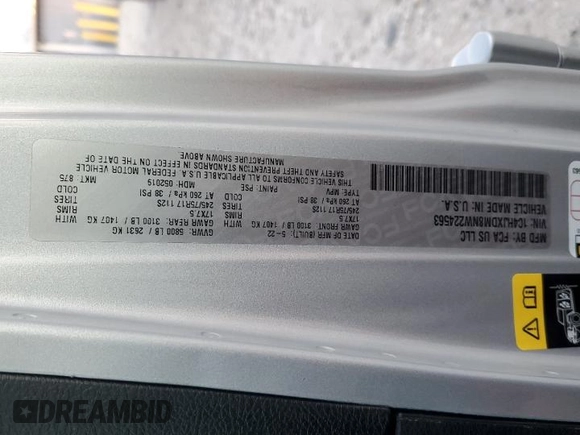 MFD BY: FCA US LLC
DATE OF MFR (BUILT): 5-22
GVWR: 5800 LB / 2631 KG
GAWR: FRONT: 3100 LB / 1407 KG
WITH 245/75R17 112S
TIRES
17X7.5
RIMS
AT 260 kPa / 38 PSI
COLD
GAWR: REAR: 3100 LB / 1407 KG
WITH 245/75R17 112S
17X7.5
RIMS
AT 260 kPa / 38 PSI
COLD
THIS VEHICLE CONFORMS TO ALL APPLICABLE U.S.A. FEDERAL MOTOR VEHICLE
SAFETY AND THEFT PREVENTION STANDARDS IN EFFECT ON THE DATE OF
MANUFACTURE SHOWN ABOVE
VIN: 1C4HJXDM8NW224563
VEHICLE MADE IN: U.S.A.
TYPE: MPV
PAINT: PSE
MDH: 052919
MKT: 875
DREAMBID